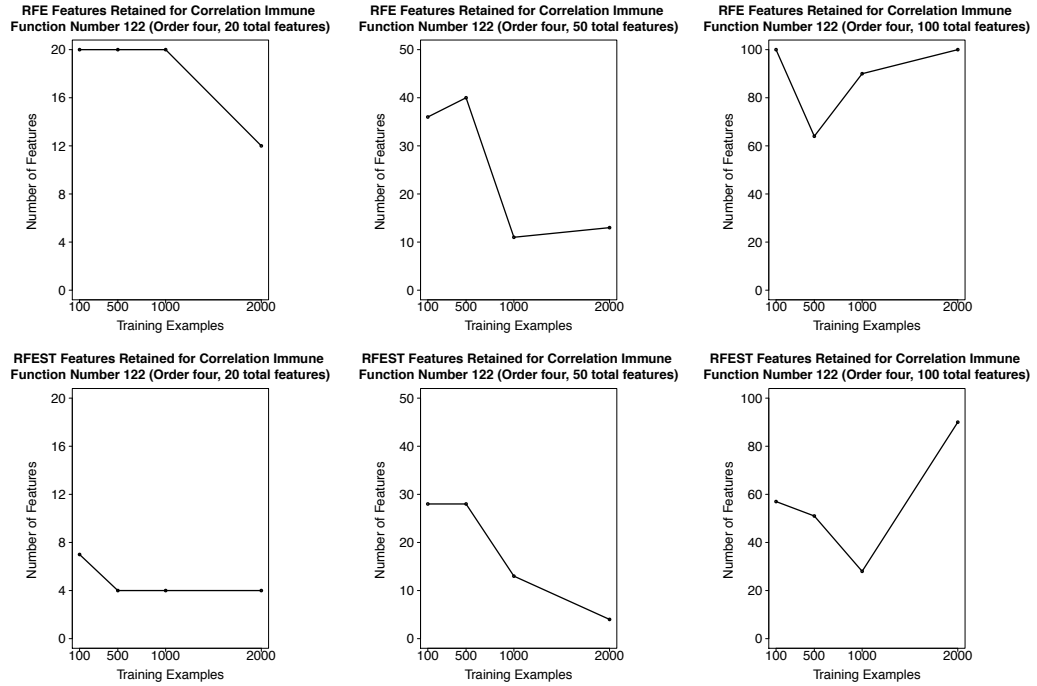 RFE Features Retained for Correlation Immune
Function Number 122 (Order four, 20 total features)
20
16
12
8
4
0
Number of Features
100 500 1000 2000
Training Examples
RFE Features Retained for Correlation Immune
Function Number 122 (Order four, 50 total features)
50
40
30
20
10
0
Number of Features
100 500 1000 2000
Training Examples
RFE Features Retained for Correlation Immune
Function Number 122 (Order four, 100 total features)
100
80
60
40
20
0
Number of Features
100 500 1000 2000
Training Examples
RFEST Features Retained for Correlation Immune
Function Number 122 (Order four, 20 total features)
20
16
12
8
4
0
Number of Features
100 500 1000 2000
Training Examples
RFEST Features Retained for Correlation Immune
Function Number 122 (Order four, 50 total features)
50
40
30
20
10
0
Number of Features
100 500 1000 2000
Training Examples
RFEST Features Retained for Correlation Immune
Function Number 122 (Order four, 100 total features)
100
80
60
40
20
0
Number of Features
100 500 1000 2000
Training Examples